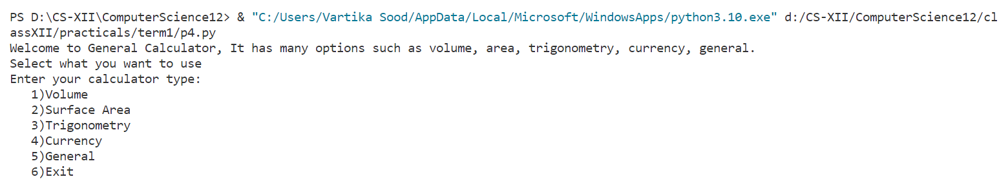 PS D:\CS-XII\ComputerScience12> & "C:/Users/Vartika Sood/AppData/Local/Microsoft/WindowsApps/python3.10.exe" d:/CS-XII/ComputerScience12/cl
assXII/practicals/term1/p4.py
Welcome to General Calculator, It has many options such as volume, area, trigonometry, currency, general.
Select what you want to use
Enter your calculator type:
   1)Volume
   2)Surface Area
   3)Trigonometry
   4)Currency
   5)General
   6)Exit